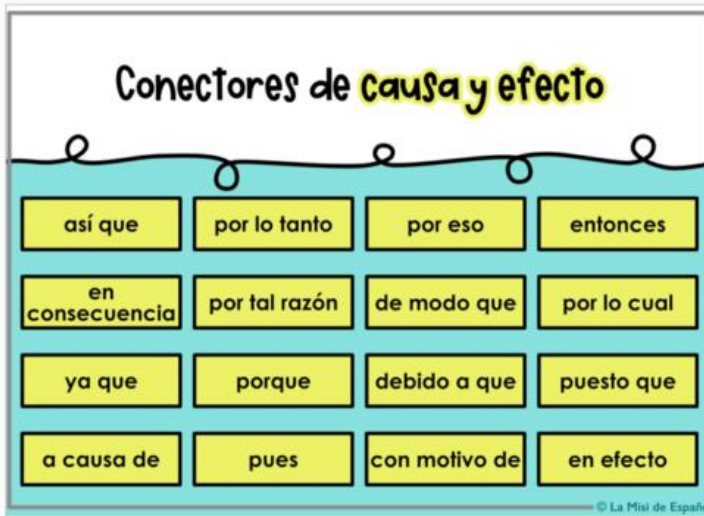 Conectores de causa y efecto
así que
por lo tanto
por eso
entonces
en
consecuencia
por tal razón
de modo que
por lo cual
ya que
porque
debido a que
puesto que
a causa de
pues
con motivo de
en efecto
© La Misi de Españ